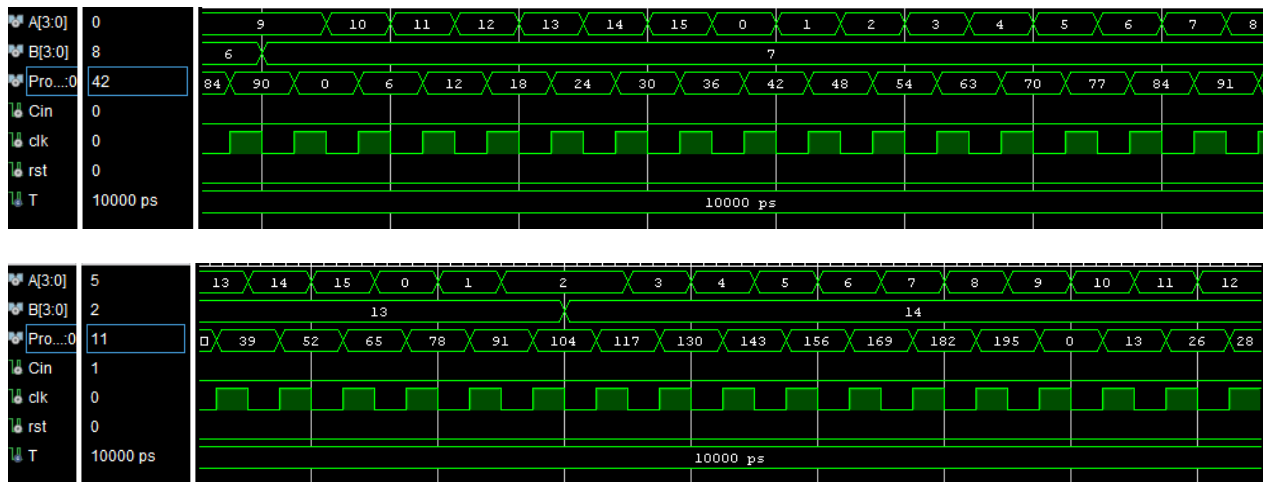 A[3:0] 0 9 10 11 12 13 14 15 0 1 2 3 4 5 6 7 8
B[3:0] 8 6 7
Pro...:0 42 84 90 0 6 12 18 24 30 36 42 48 54 63 70 77 84 91
Cin 0
clk 0
rst 0
T 10000 ps 10000 ps
A[3:0] 5 13 14 15 0 1 2 3 4 5 6 7 8 9 10 11 12
B[3:0] 2 13 14
Pro...:0 11 39 52 65 78 91 104 117 130 143 156 169 182 195 0 13 26 28
Cin 1
clk 0
rst 0
T 10000 ps 10000 ps